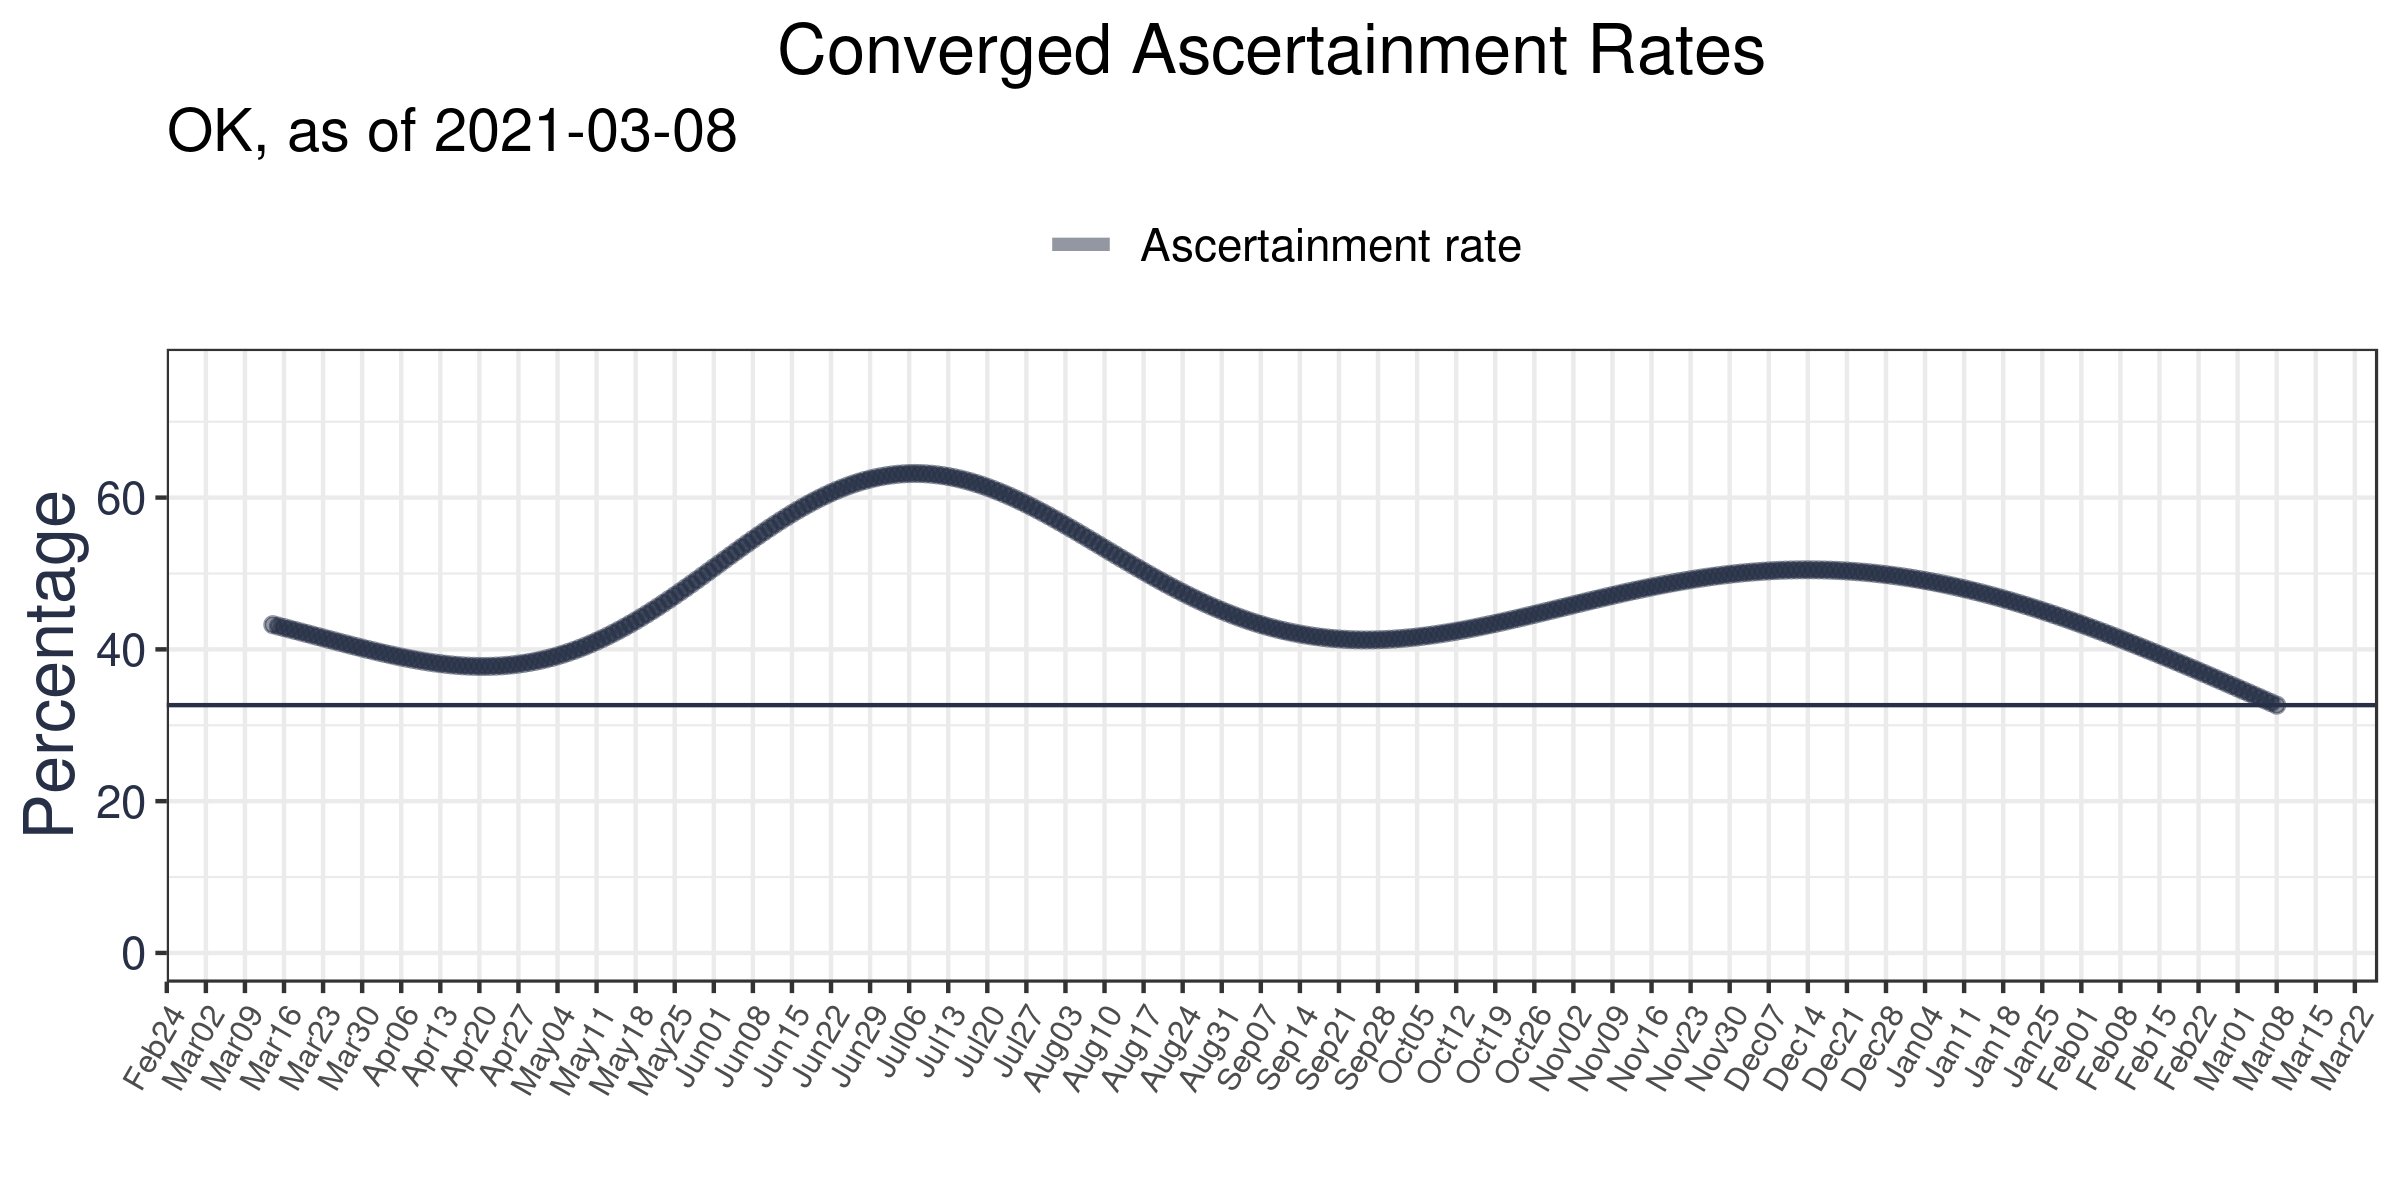 Converged Ascertainment Rates
OK, as of 2021-03-08
Ascertainment rate
Percentage
60
40
20
0
Feb24
Mar02
Mar09
Mar16
Mar23
Mar30
Apr06
Apr13
Apr20
Apr27
May04
May11
May18
May25
Jun01
Jun08
Jun15
Jun22
Jun29
Jul06
Jul13
Jul20
Jul27
Aug03
Aug10
Aug17
Aug24
Aug31
Sep07
Sep14
Sep21
Sep28
Oct05
Oct12
Oct19
Oct26
Nov02
Nov09
Nov16
Nov23
Nov30
Dec07
Dec14
Dec21
Dec28
Jan04
Jan11
Jan18
Jan25
Feb01
Feb08
Feb15
Feb22
Mar01
Mar08
Mar15
Mar22